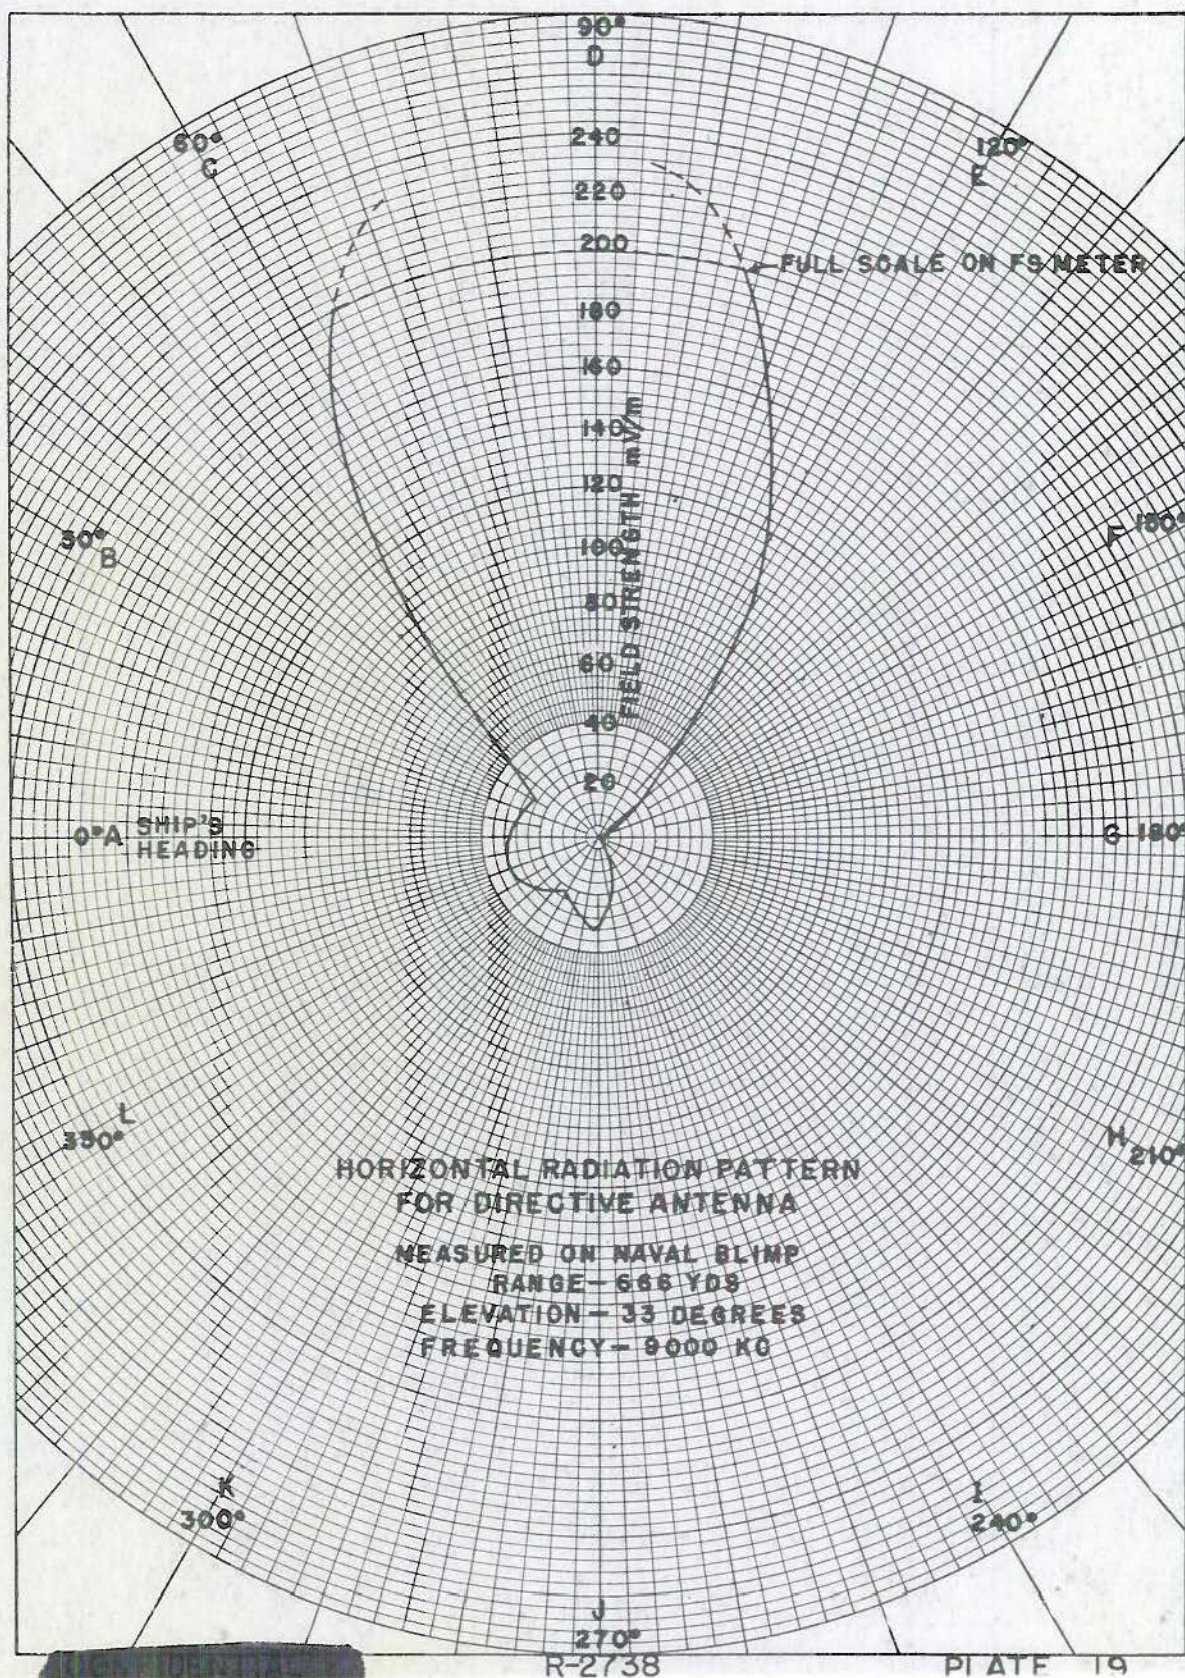 90°
D
60°
C
120°
E
240
220
200
FULL SCALE ON FS METER
180
160
140
120
100
80
60
40
20
FIELD STRENGTH mV/m
30°
B
F 150°
0° A SHIP'S
HEADING
G 180°
L
330°
H
210°
HORIZONTAL RADIATION PATTERN
FOR DIRECTIVE ANTENNA
MEASURED ON NAVAL BLIMP
RANGE - 666 YDS
ELEVATION - 33 DEGREES
FREQUENCY - 9000 KC
K
300°
I
240°
J
270°
CONFIDENTIAL
R-2738
PLATE 19